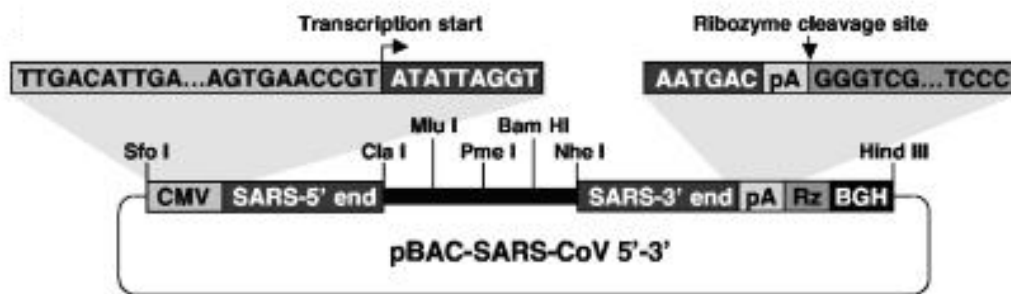 Transcription start Ribozyme cleavage site
TTGACATTGA...AGTGAACCGT ATATTAGGT AATGAC pA GGGTCG...TCCC
Mlu I Bam HI
Sfo I Cla I Pme I Nhe I Hind III
CMV SARS-5' end SARS-3' end pA Rz BGH
pBAC-SARS-CoV 5'-3'